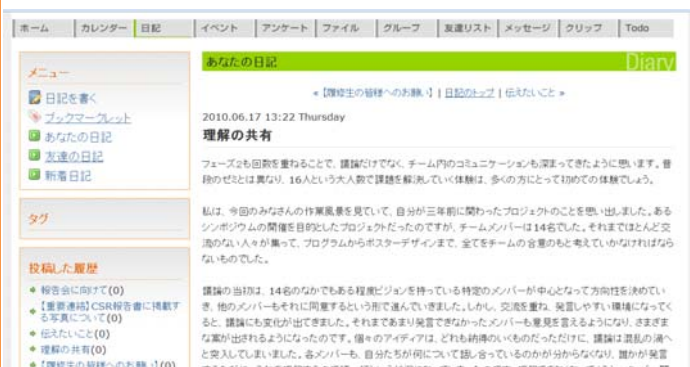 ホーム カレンダー 日記 イベント アンケート ファイル グループ 友達リスト メッセージ クリップ Todo
メニュー
日記を書く
ブックマークレット
あなたの日記
友達の日記
新着日記
タグ
投稿した履歴
報告会に向けて(0)
【重要連絡】CSR報告書に掲載する写真について(0)
伝えたいこと(0)
理解の共有(0)
【履修生の皆様へのお願い】(0)
あなたの日記 Diary
« 【履修生の皆様へのお願い】 | 日記のトップ | 伝えたいこと »
2010.06.17 13:22 Thursday
理解の共有
フェーズ2も回数を重ねることで、議論だけでなく、チーム内のコミュニケーションも深まってきたように思います。普
段のゼミとは異なり、16人という大人数で課題を解決していく体験は、多くの方にとって初めての体験でしょう。
私は、今回のみなさんの作業風景を見ていて、自分が三年前に関わったプロジェクトのことを思い出しました。ある
シンポジウムの開催を目的としたプロジェクトだったのですが、チームメンバーは14名でした。それまでほとんど交
流のない人々が集って、プログラムからポスターデザインまで、全てをチームの合意のもと考えていかなければなら
ないものでした。
議論の当初は、14名のなかでもある程度ビジョンを持っている特定のメンバーが中心となって方向性を決めてい
き、他のメンバーもそれに同意するという形で進んでいきました。しかし、交流を重ね、発言しやすい環境になってく
ると、議論にも変化が出てきました。それまであまり発言できなかったメンバーも意見を言えるようになり、さまざま
な案が出されるようになったのです。個々のアイディアは、どれも納得のいくものだっただけに、議論は混乱の渦へ
と突入してしまいました。各メンバーも、自分たちが何について話し合っているのかが分からなくなり、誰かが発言